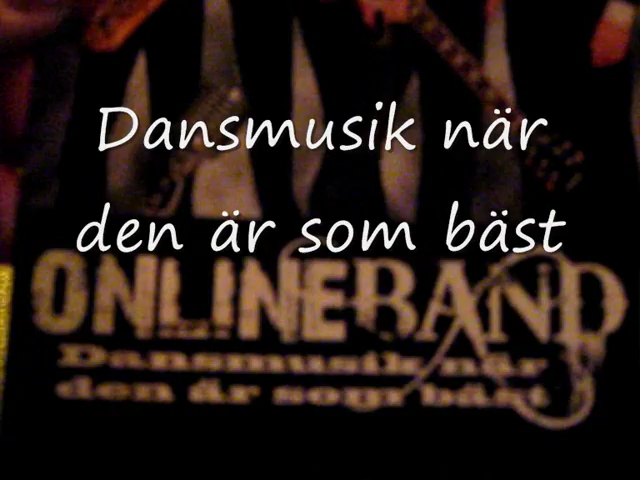 Dansmusik när
den är som bäst
ONLINEBAND
Dansmusik när
den är som bäst